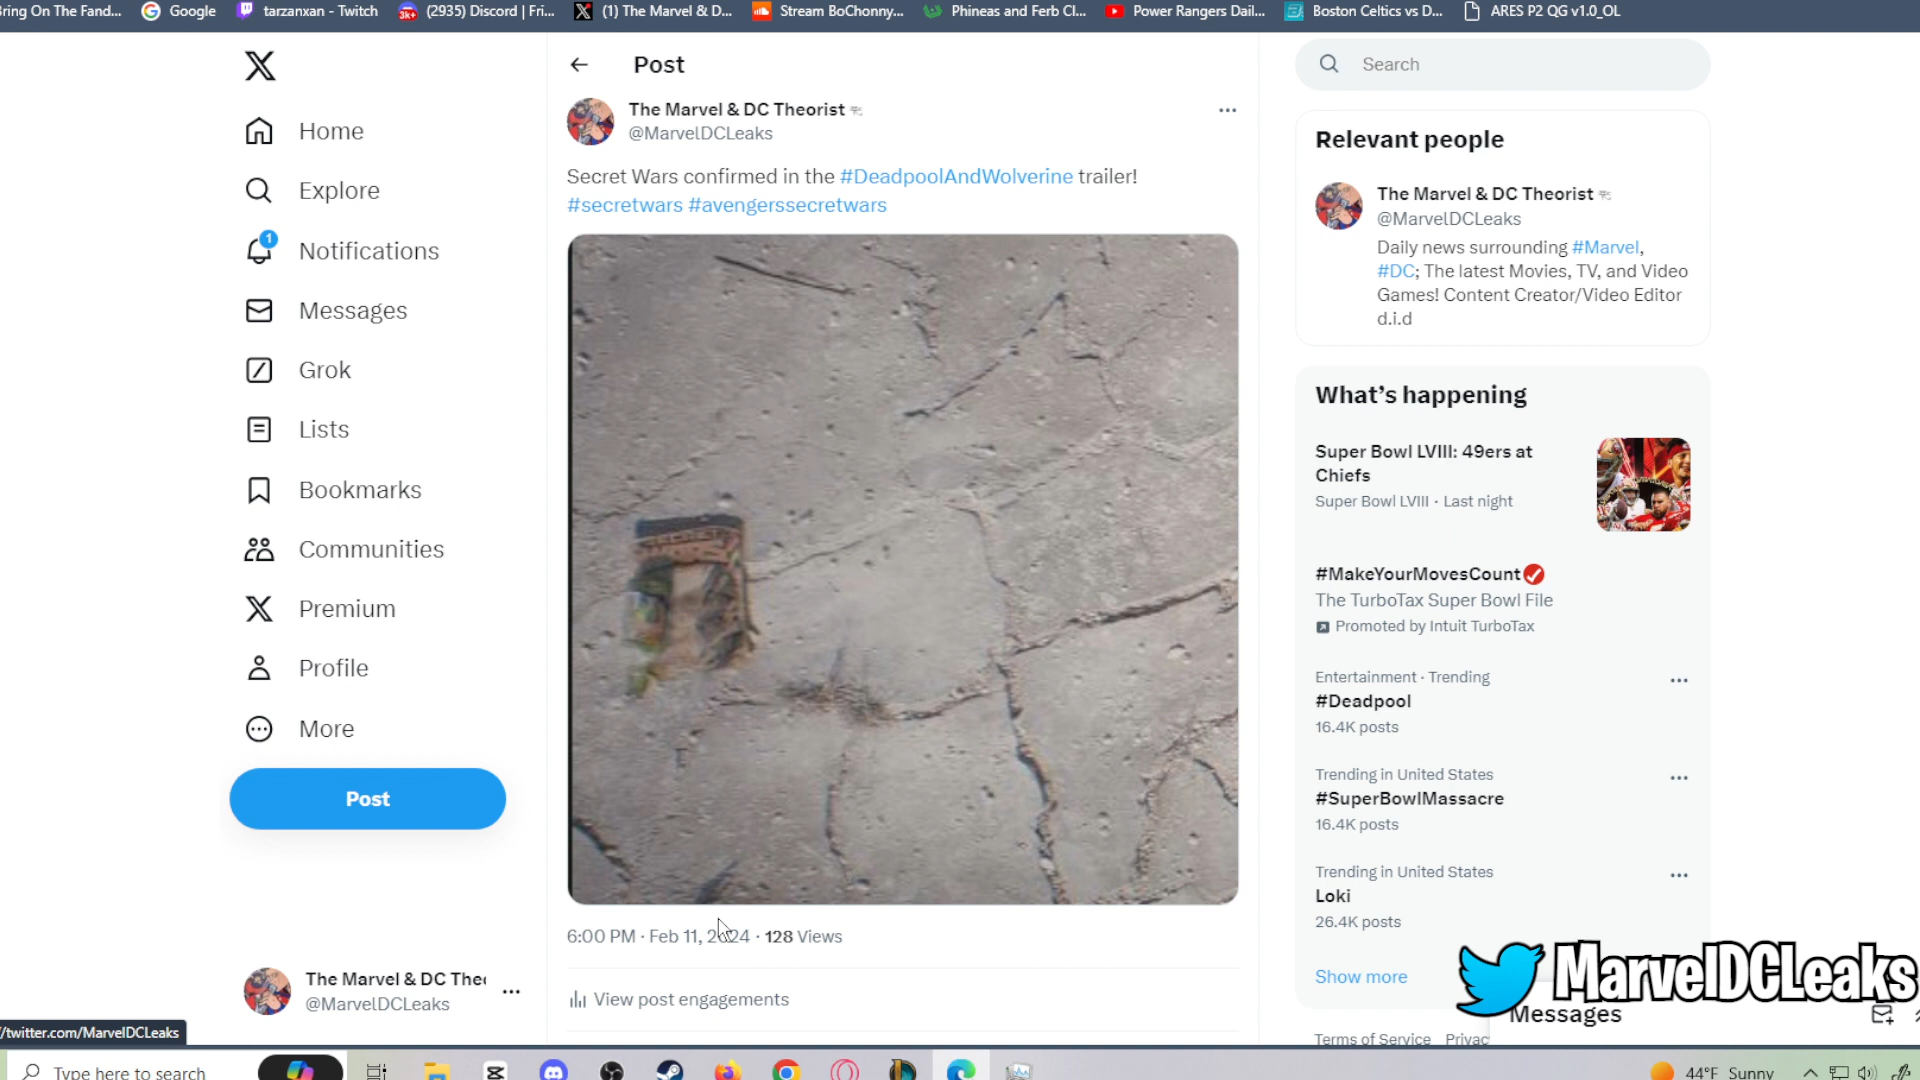 Bring On The Fand...
Google
tarzanxan - Twitch
3k+
(2935) Discord | Fri...
(1) The Marvel & D...
Stream BoChonny...
Phineas and Ferb Cl...
Power Rangers Dail...
Boston Celtics vs D...
ARES P2 QG v1.0_OL
Home
Explore
1
Notifications
Messages
Grok
Lists
Bookmarks
Communities
Premium
Profile
More
Post
The Marvel & DC Theo
@MarvelDCLeaks
/twitter.com/MarvelDCLeaks
Post
The Marvel & DC Theorist
@MarvelDCLeaks
Secret Wars confirmed in the #DeadpoolAndWolverine trailer!
#secretwars #avengerssecretwars
SECRET
6:00 PM · Feb 11, 2024 · 128 Views
View post engagements
Search
Relevant people
The Marvel & DC Theorist
@MarvelDCLeaks
Daily news surrounding #Marvel,
#DC; The latest Movies, TV, and Video
Games! Content Creator/Video Editor
d.i.d
What's happening
Super Bowl LVIII: 49ers at
Chiefs
Super Bowl LVIII · Last night
#MakeYourMovesCount
The TurboTax Super Bowl File
Promoted by Intuit TurboTax
Entertainment · Trending
#Deadpool
16.4K posts
Trending in United States
#SuperBowlMassacre
16.4K posts
Trending in United States
Loki
26.4K posts
Show more
MarvelDCLeaks
Messages
Terms of Service Privac
Type here to search
44°F Sunny